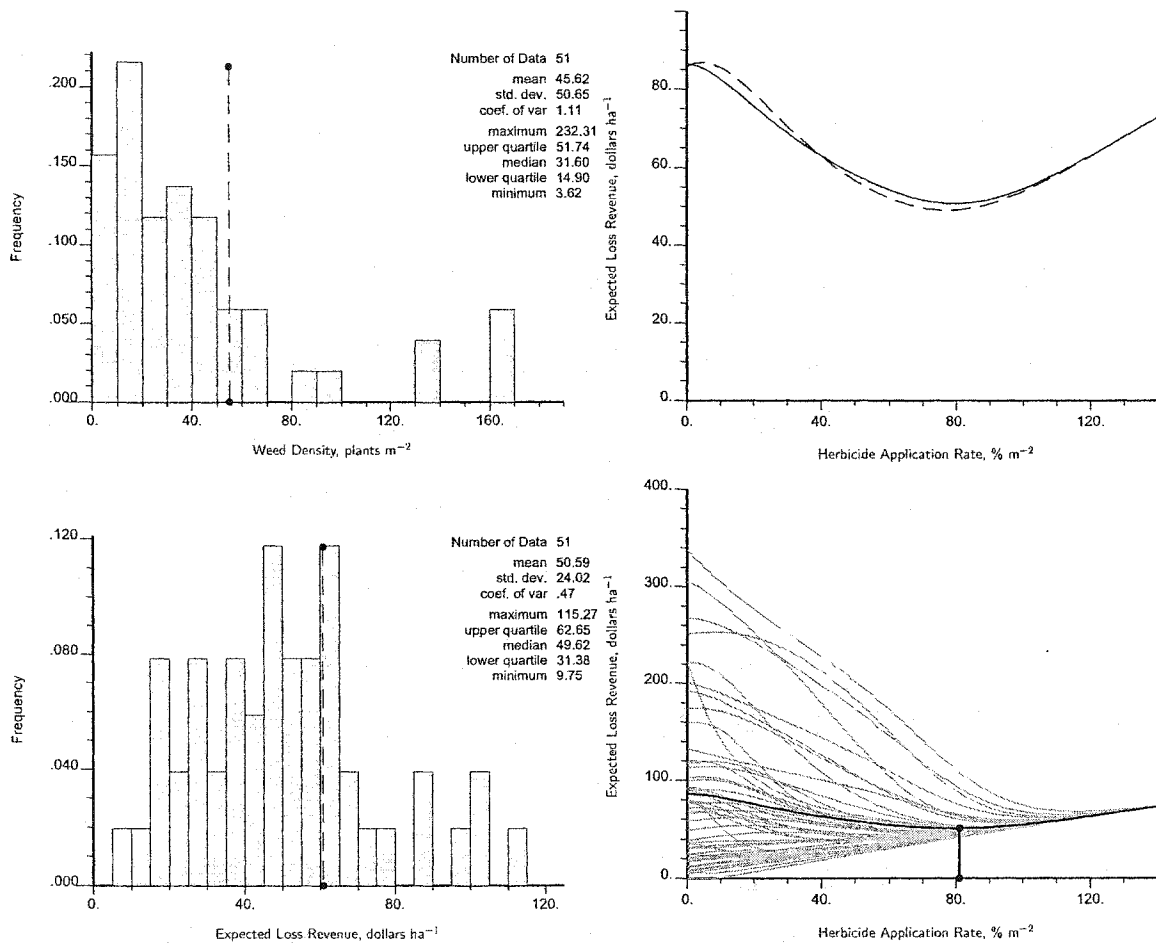 Number of Data 51
mean 45.62
std. dev. 50.65
coef. of var 1.11
maximum 232.31
upper quartile 51.74
median 31.60
lower quartile 14.90
minimum 3.62
Frequency
.200
.150
.100
.050
.000
0. 40. 80. 120. 160.
Weed Density, plants m⁻²
Expected Loss Revenue, dollars ha⁻¹
80.
60.
40.
20.
0.
0. 40. 80. 120.
Herbicide Application Rate, % m⁻²
Number of Data 51
mean 50.59
std. dev. 24.02
coef. of var .47
maximum 115.27
upper quartile 62.65
median 49.62
lower quartile 31.38
minimum 9.75
Frequency
.120
.080
.040
.000
0. 40. 80. 120.
Expected Loss Revenue, dollars ha⁻¹
Expected Loss Revenue, dollars ha⁻¹
400.
300.
200.
100.
0.
0. 40. 80. 120.
Herbicide Application Rate, % m⁻²